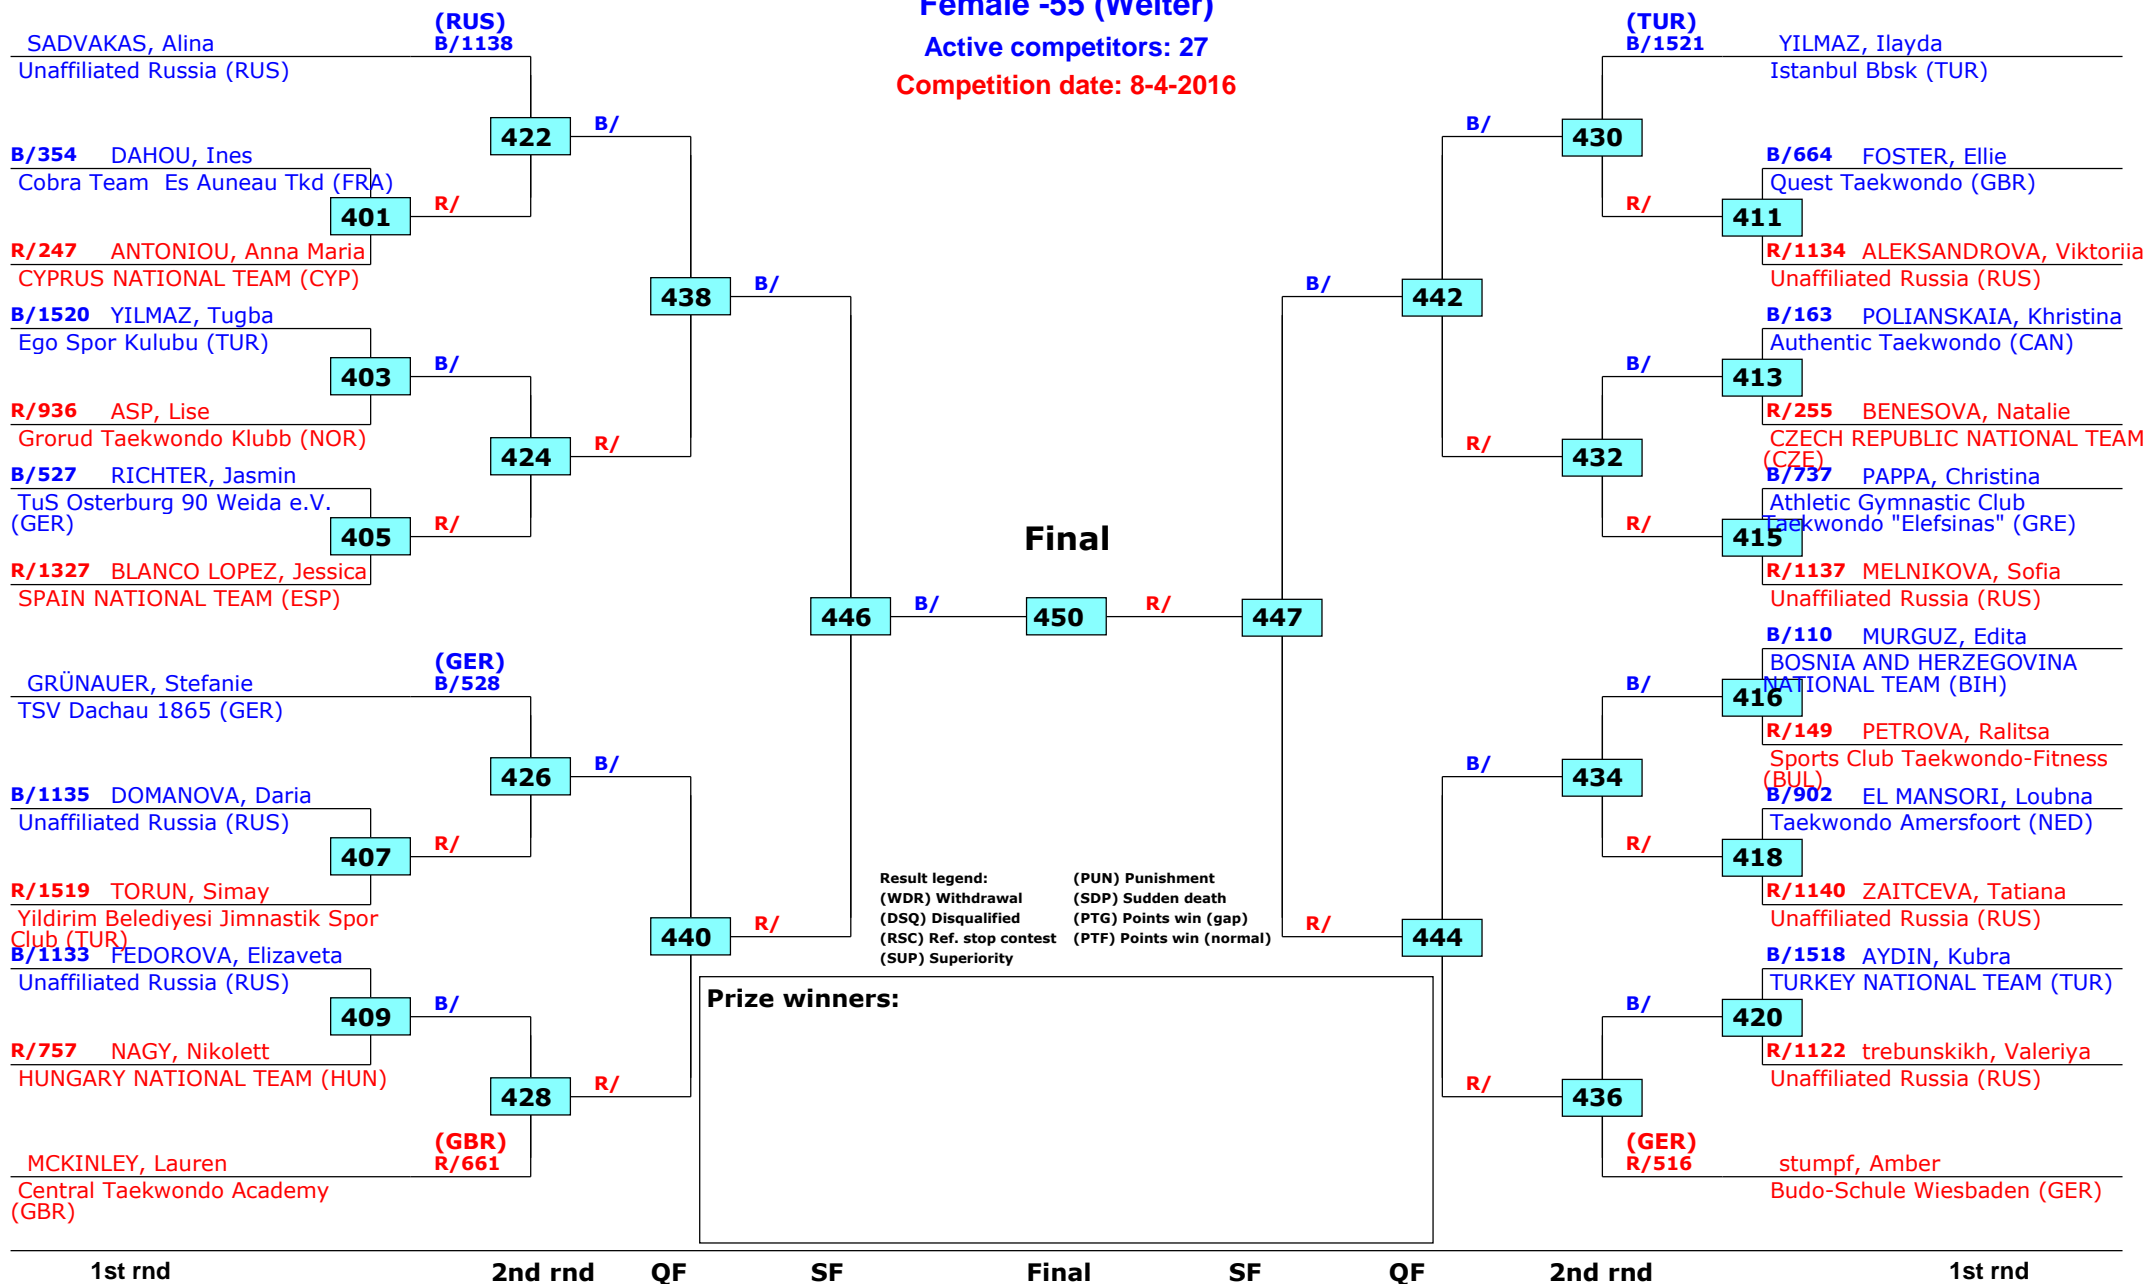 Female -55 (Welter)
Active competitors: 27
Competition date: 8-4-2016
(RUS)
SADVAKAS, Alina B/1138
Unaffiliated Russia (RUS)
422
B/
B/354 DAHOU, Ines
Cobra Team Es Auneau Tkd (FRA)
401
R/
R/247 ANTONIOU, Anna Maria
CYPRUS NATIONAL TEAM (CYP)
438
B/
B/1520 YILMAZ, Tugba
Ego Spor Kulubu (TUR)
403
B/
R/936 ASP, Lise
Grorud Taekwondo Klubb (NOR)
424
R/
B/527 RICHTER, Jasmin
TuS Osterburg 90 Weida e.V.
(GER)
405
R/
R/1327 BLANCO LOPEZ, Jessica
SPAIN NATIONAL TEAM (ESP)
446
B/
Final
450
R/
447
(GER)
GRÜNAUER, Stefanie B/528
TSV Dachau 1865 (GER)
426
B/
B/1135 DOMANOVA, Daria
Unaffiliated Russia (RUS)
407
R/
R/1519 TORUN, Simay
Yildirim Belediyesi Jimnastik Spor
Club (TUR)
440
R/
B/1133 FEDOROVA, Elizaveta
Unaffiliated Russia (RUS)
409
B/
R/757 NAGY, Nikolett
HUNGARY NATIONAL TEAM (HUN)
428
R/
(GBR)
MCKINLEY, Lauren R/661
Central Taekwondo Academy
(GBR)
(TUR)
B/1521 YILMAZ, Ilayda
Istanbul Bbsk (TUR)
B/
430
B/664 FOSTER, Ellie
Quest Taekwondo (GBR)
R/
411
R/1134 ALEKSANDROVA, Viktoriia
Unaffiliated Russia (RUS)
B/
442
B/163 POLIANSKAIA, Khristina
Authentic Taekwondo (CAN)
B/
413
R/255 BENESOVA, Natalie
CZECH REPUBLIC NATIONAL TEAM
(CZE)
R/
432
B/737 PAPPA, Christina
Athletic Gymnastic Club
Taekwondo "Elefsinas" (GRE)
R/
415
R/1137 MELNIKOVA, Sofia
Unaffiliated Russia (RUS)
B/110 MURGUZ, Edita
BOSNIA AND HERZEGOVINA
NATIONAL TEAM (BIH)
B/
416
R/149 PETROVA, Ralitsa
Sports Club Taekwondo-Fitness
(BUL)
B/
434
B/902 EL MANSORI, Loubna
Taekwondo Amersfoort (NED)
R/
418
R/1140 ZAITCEVA, Tatiana
Unaffiliated Russia (RUS)
R/
444
B/1518 AYDIN, Kubra
TURKEY NATIONAL TEAM (TUR)
B/
420
R/1122 trebunskikh, Valeriya
Unaffiliated Russia (RUS)
R/
436
(GER)
R/516 stumpf, Amber
Budo-Schule Wiesbaden (GER)
Result legend: (PUN) Punishment
(WDR) Withdrawal (SDP) Sudden death
(DSQ) Disqualified (PTG) Points win (gap)
(RSC) Ref. stop contest (PTF) Points win (normal)
(SUP) Superiority
Prize winners:
1st rnd 2nd rnd QF SF Final SF QF 2nd rnd 1st rnd